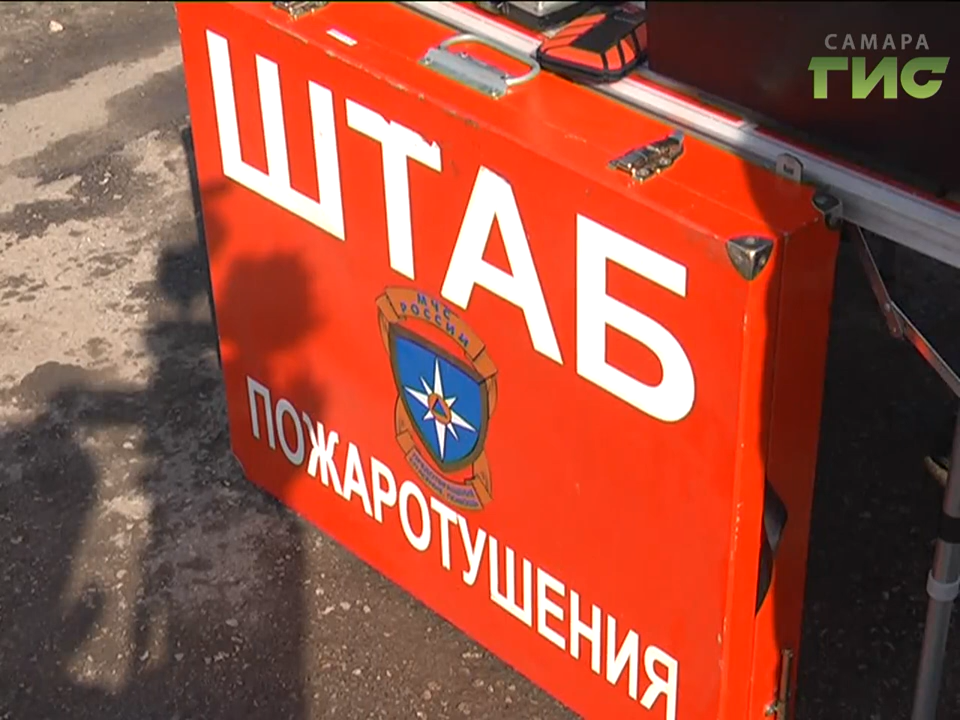 САМАРА
ГИС
ШТАБ
МЧС
РОССИИ
ПОЖАРОТУШЕНИЯ